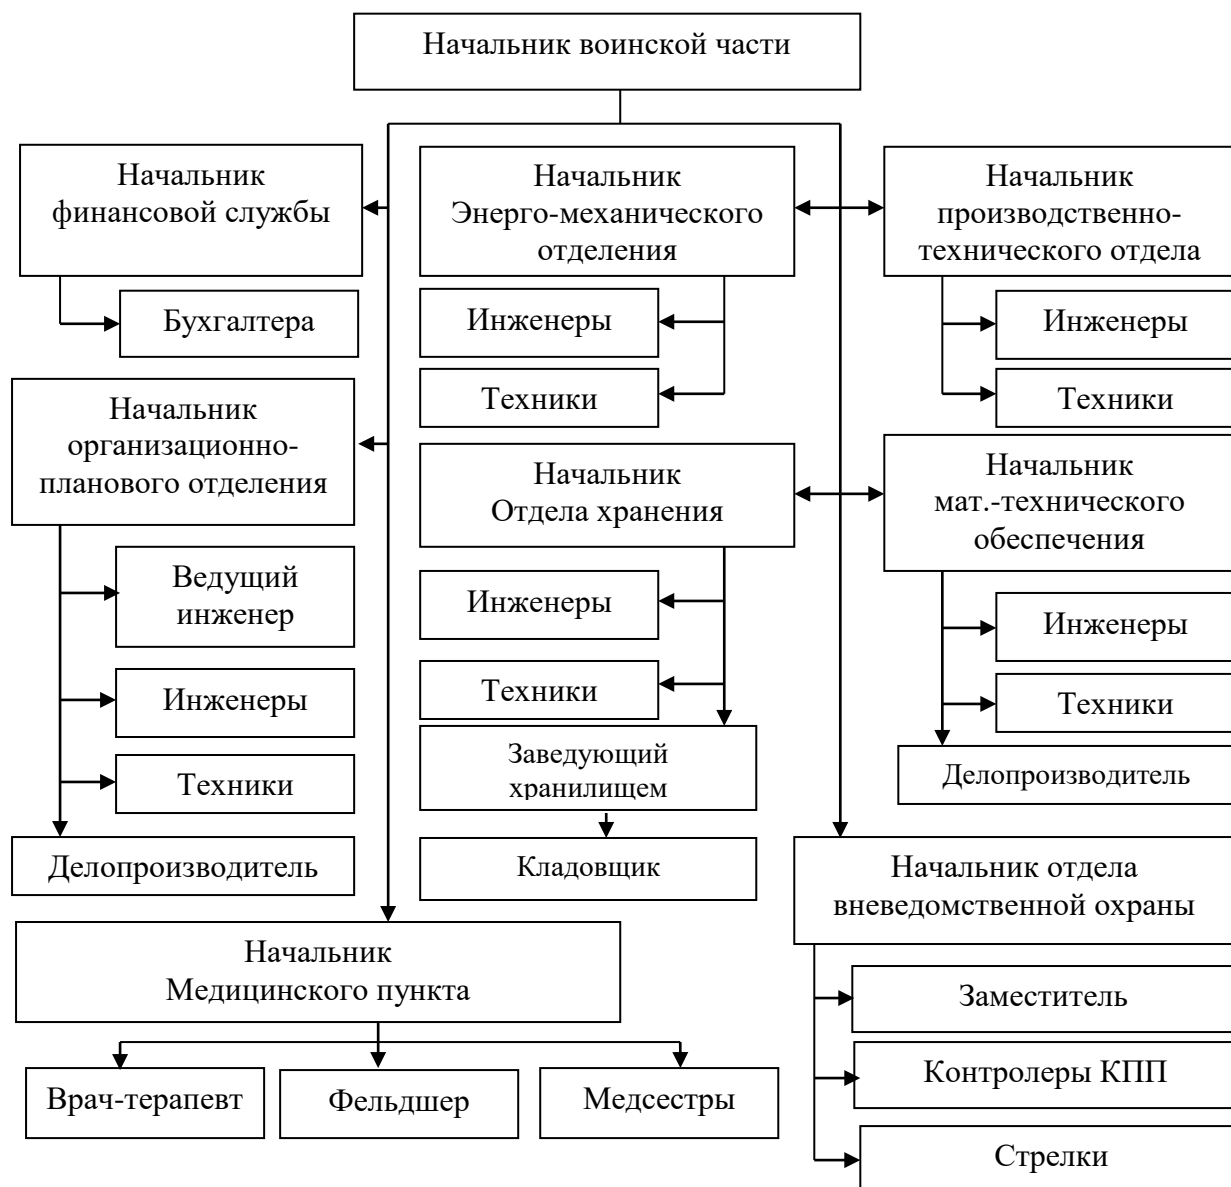 Начальник воинской части
Начальник
финансовой службы
Бухгалтера
Начальник
организационно-
планового отделения
Ведущий
инженер
Инженеры
Техники
Делопроизводитель
Начальник
Энерго-механического
отделения
Инженеры
Техники
Начальник
Отдела хранения
Инженеры
Техники
Заведующий
хранилищем
Кладовщик
Начальник
производственно-
технического отдела
Инженеры
Техники
Начальник
мат.-технического
обеспечения
Инженеры
Техники
Делопроизводитель
Начальник отдела
вневедомственной охраны
Заместитель
Контролеры КПП
Стрелки
Начальник
Медицинского пункта
Врач-терапевт
Фельдшер
Медсестры